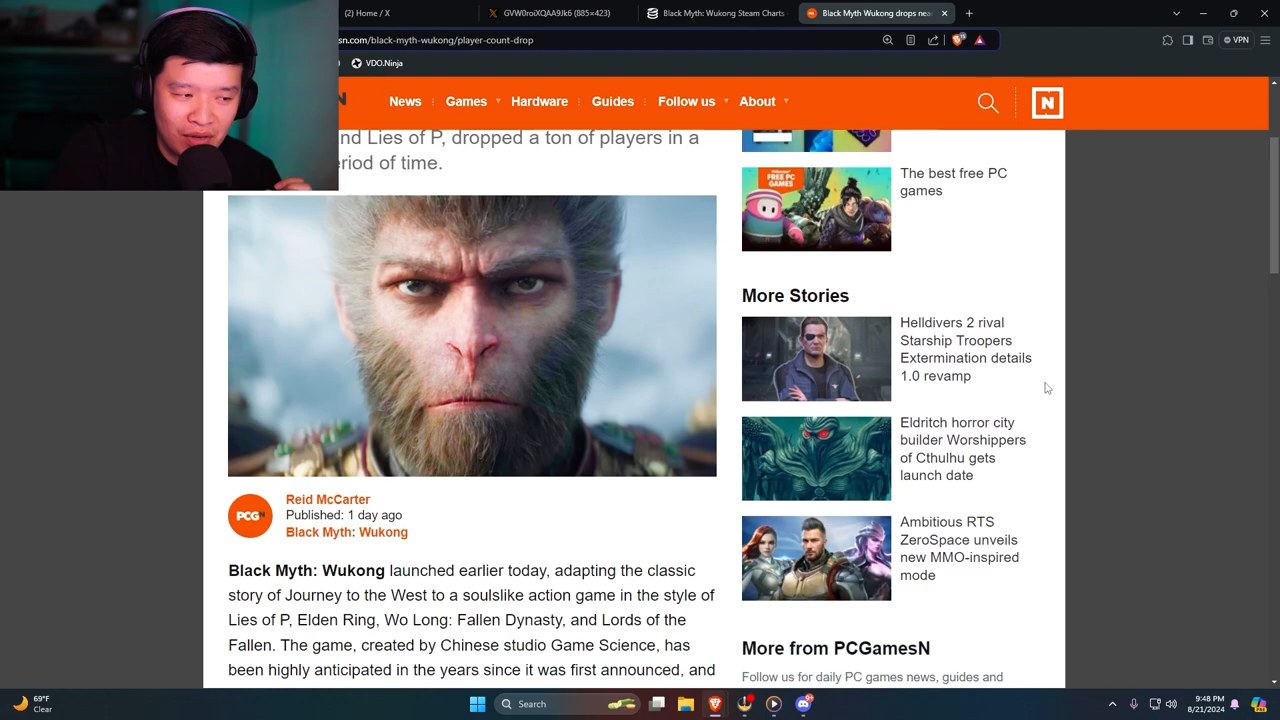 (2) Home / X
GVW0roiXQAA9Jk6 (885×423)
Black Myth: Wukong Steam Charts
Black Myth Wukong drops nea
sn.com/black-myth-wukong/player-count-drop
VPN
VDO.Ninja
News
Games
Hardware
Guides
Follow us
About
N
nd Lies of P, dropped a ton of players in a
eriod of time.
FREE PC
GAMES
The best free PC
games
More Stories
Helldivers 2 rival
Starship Troopers
Extermination details
1.0 revamp
Eldritch horror city
builder Worshippers
of Cthulhu gets
launch date
Ambitious RTS
ZeroSpace unveils
new MMO-inspired
mode
PCG
Reid McCarter
Published: 1 day ago
Black Myth: Wukong
Black Myth: Wukong launched earlier today, adapting the classic
story of Journey to the West to a soulslike action game in the style of
Lies of P, Elden Ring, Wo Long: Fallen Dynasty, and Lords of the
Fallen. The game, created by Chinese studio Game Science, has
been highly anticipated in the years since it was first announced, and
More from PCGamesN
Follow us for daily PC games news, guides and
69°F
Clear
Search
9:48 PM
8/21/2024